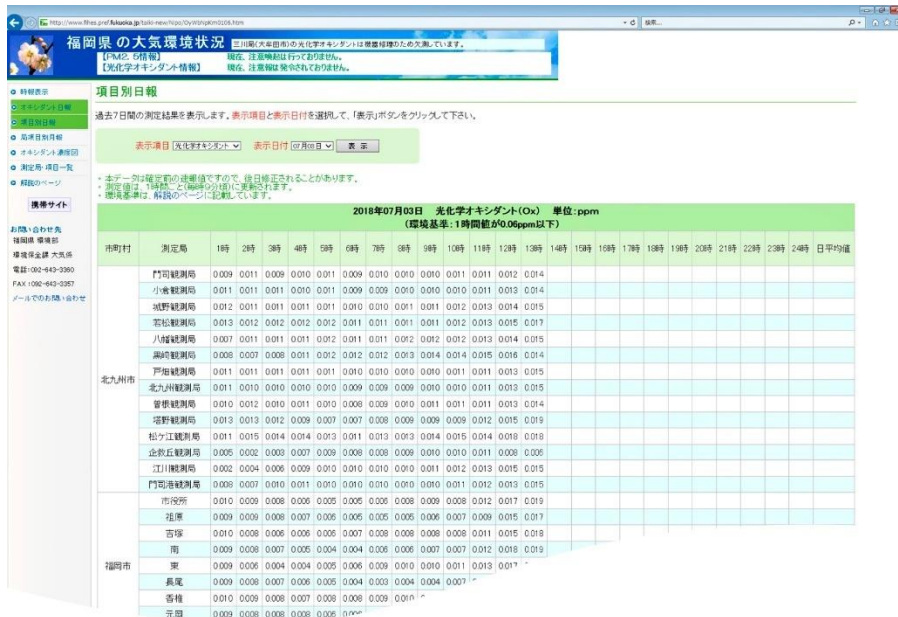 http://www.fihes.pref.fukuoka.jp/taiki-new/Nipo/OyWbNpKm0106.htm
検索...
福岡県 の大気環境状況
三川局(大牟田市)の光化学オキシダントは機器修理のため欠測しています。
【PM2. 5情報】 現在、注意喚起は行っておりません。
【光化学オキシダント情報】 現在、注意報は発令されておりません。
時報表示
オキシダント日報
項目別日報
局項目別月報
オキシダント濃度図
測定局・項目一覧
解説のページ
携帯サイト
お問い合わせ先
福岡県 環境部
環境保全課 大気係
電話:092-643-3360
FAX :092-643-3357
メールでのお問い合わせ
項目別日報
過去7日間の測定結果を表示します。表示項目と表示日付を選択して、「表示」ボタンをクリックして下さい。
表示項目 光化学オキシダント 表示日付 07月03日 表 示
・本データは確定前の速報値ですので、後日修正されることがあります。
・測定値は、1時間ごと(毎時9分頃)に更新されます。
・環境基準は、解説のページに記載しています。
2018年07月03日 光化学オキシダント(Ox) 単位:ppm
(環境基準:1時間値が0.06ppm以下)
市町村 測定局 1時 2時 3時 4時 5時 6時 7時 8時 9時 10時 11時 12時 13時 14時 15時 16時 17時 18時 19時 20時 21時 22時 23時 24時 日平均値
北九州市
門司観測局 0.009 0.011 0.009 0.010 0.011 0.009 0.010 0.010 0.010 0.011 0.011 0.012 0.014
小倉観測局 0.011 0.011 0.011 0.010 0.011 0.009 0.009 0.010 0.010 0.010 0.011 0.013 0.014
城野観測局 0.012 0.011 0.011 0.011 0.011 0.010 0.010 0.011 0.011 0.012 0.013 0.014 0.015
若松観測局 0.013 0.012 0.012 0.012 0.012 0.011 0.011 0.011 0.011 0.012 0.013 0.015 0.017
八幡観測局 0.007 0.011 0.011 0.011 0.012 0.011 0.011 0.012 0.012 0.012 0.013 0.014 0.015
黒崎観測局 0.008 0.007 0.008 0.011 0.012 0.012 0.012 0.013 0.014 0.014 0.015 0.016 0.014
戸畑観測局 0.011 0.011 0.011 0.011 0.011 0.010 0.010 0.010 0.010 0.011 0.011 0.013 0.015
北九州観測局 0.011 0.010 0.010 0.010 0.010 0.009 0.009 0.009 0.010 0.010 0.011 0.013 0.015
曽根観測局 0.010 0.012 0.010 0.011 0.010 0.008 0.009 0.010 0.011 0.011 0.011 0.013 0.014
塔野観測局 0.013 0.013 0.012 0.009 0.007 0.007 0.008 0.009 0.009 0.009 0.012 0.015 0.019
松ケ江観測局 0.011 0.015 0.014 0.014 0.013 0.011 0.013 0.013 0.014 0.015 0.014 0.018 0.018
企救丘観測局 0.005 0.002 0.003 0.007 0.009 0.008 0.008 0.009 0.010 0.010 0.011 0.008 0.006
江川観測局 0.002 0.004 0.006 0.009 0.010 0.010 0.010 0.010 0.011 0.012 0.013 0.015 0.015
門司港観測局 0.008 0.007 0.010 0.011 0.010 0.010 0.010 0.010 0.010 0.011 0.012 0.013 0.015
福岡市
市役所 0.010 0.009 0.008 0.006 0.005 0.005 0.006 0.008 0.009 0.008 0.012 0.017 0.019
祖原 0.009 0.009 0.008 0.007 0.006 0.005 0.005 0.005 0.006 0.007 0.009 0.015 0.017
吉塚 0.010 0.008 0.006 0.006 0.006 0.007 0.008 0.008 0.008 0.008 0.011 0.015 0.018
南 0.009 0.008 0.007 0.005 0.004 0.004 0.006 0.006 0.007 0.007 0.012 0.018 0.019
東 0.009 0.006 0.004 0.004 0.005 0.006 0.009 0.010 0.010 0.011 0.013 0.017
長尾 0.009 0.008 0.007 0.006 0.005 0.004 0.003 0.004 0.004 0.007
香椎 0.010 0.009 0.008 0.007 0.008 0.008 0.009 0.010
元岡 0.009 0.008 0.008 0.008 0.006